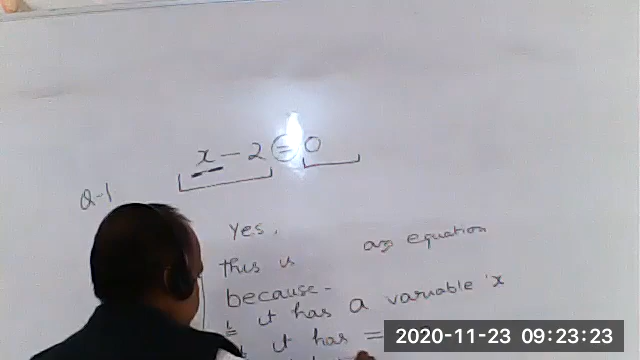 x - 2 = 0
Q-1
Yes,
this is an equation
because-
it has a variable 'x
it has =
2020-11-23 09:23:23